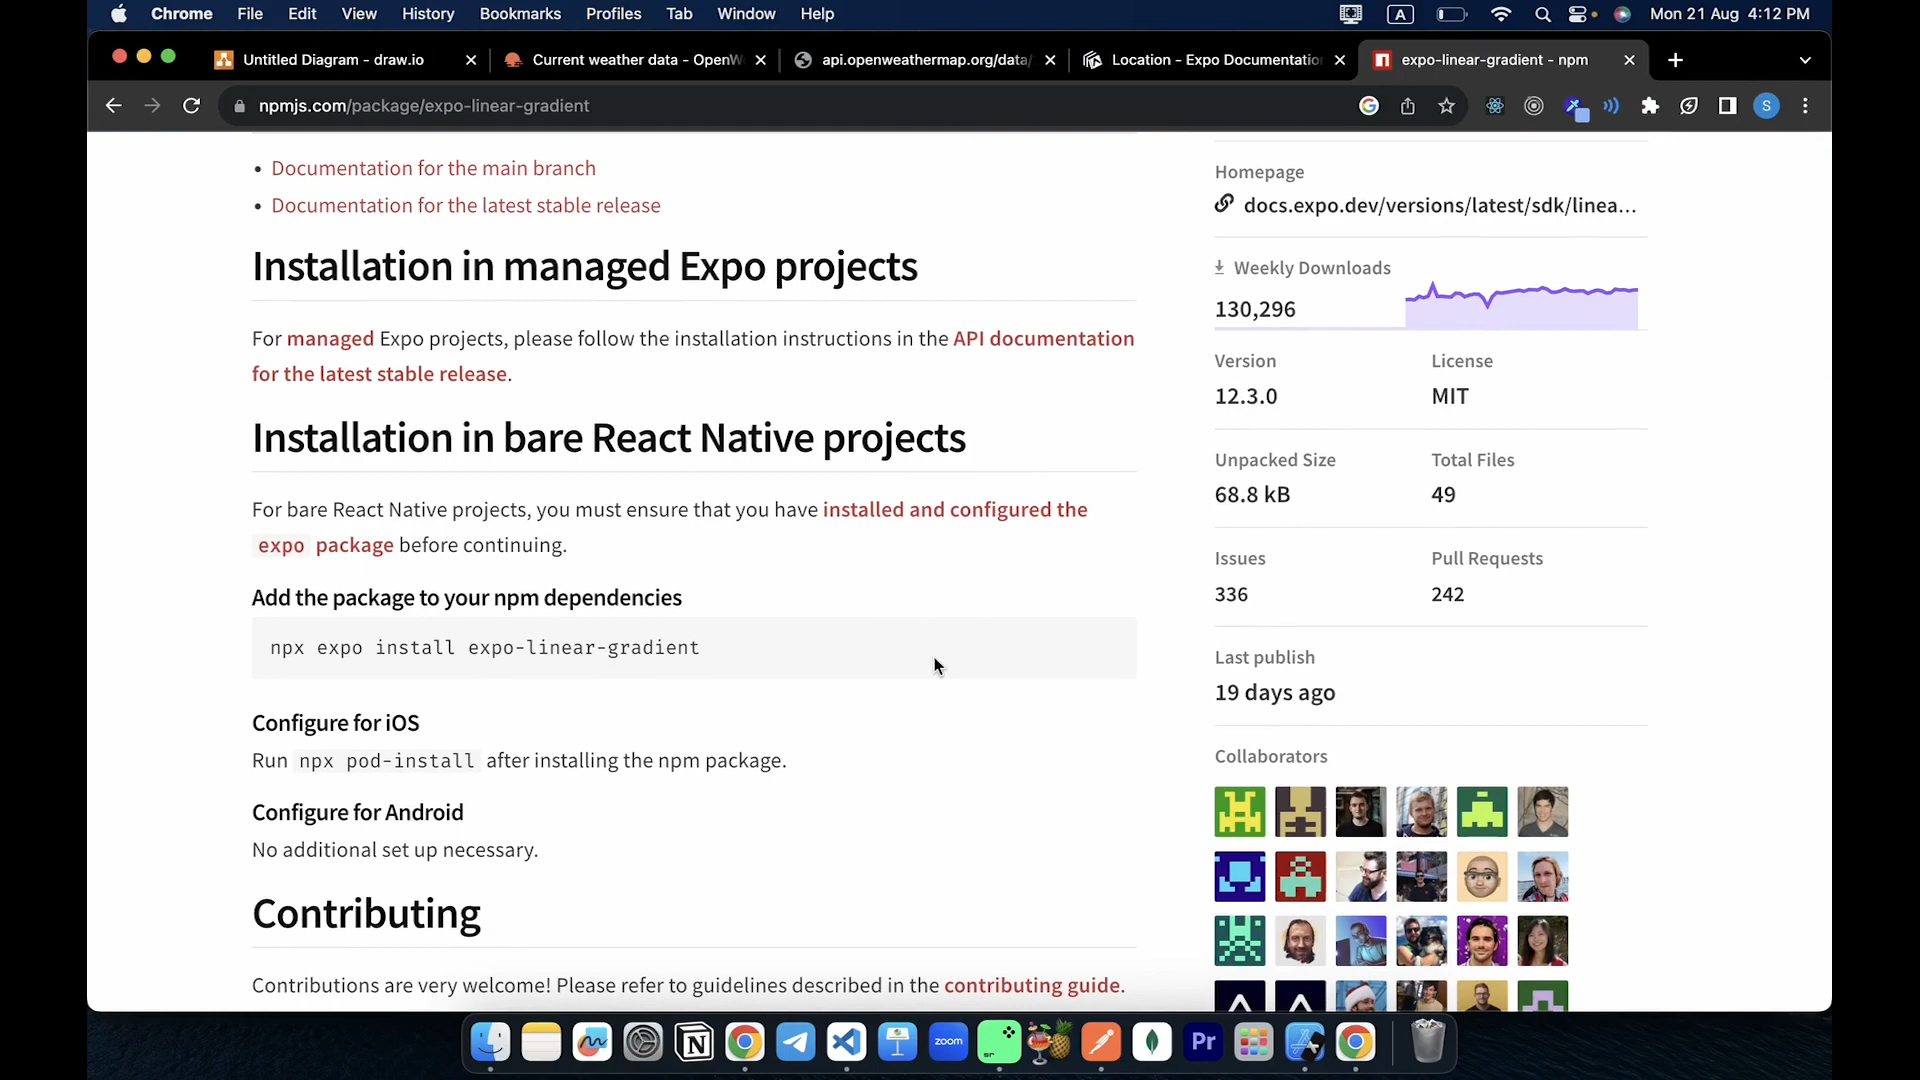 Chrome File Edit View History Bookmarks Profiles Tab Window Help A Mon 21 Aug 4:12 PM
Untitled Diagram - draw.io Current weather data - OpenW api.openweathermap.org/data/ Location - Expo Documentatio expo-linear-gradient - npm
npmjs.com/package/expo-linear-gradient S
• Documentation for the main branch
• Documentation for the latest stable release
Installation in managed Expo projects
For managed Expo projects, please follow the installation instructions in the API documentation
for the latest stable release.
Installation in bare React Native projects
For bare React Native projects, you must ensure that you have installed and configured the
expo package before continuing.
Add the package to your npm dependencies
npx expo install expo-linear-gradient
Configure for iOS
Run npx pod-install after installing the npm package.
Configure for Android
No additional set up necessary.
Contributing
Contributions are very welcome! Please refer to guidelines described in the contributing guide.
Homepage
docs.expo.dev/versions/latest/sdk/linea...
Weekly Downloads
130,296
Version License
12.3.0 MIT
Unpacked Size Total Files
68.8 kB 49
Issues Pull Requests
336 242
Last publish
19 days ago
Collaborators
zoom sr Pr